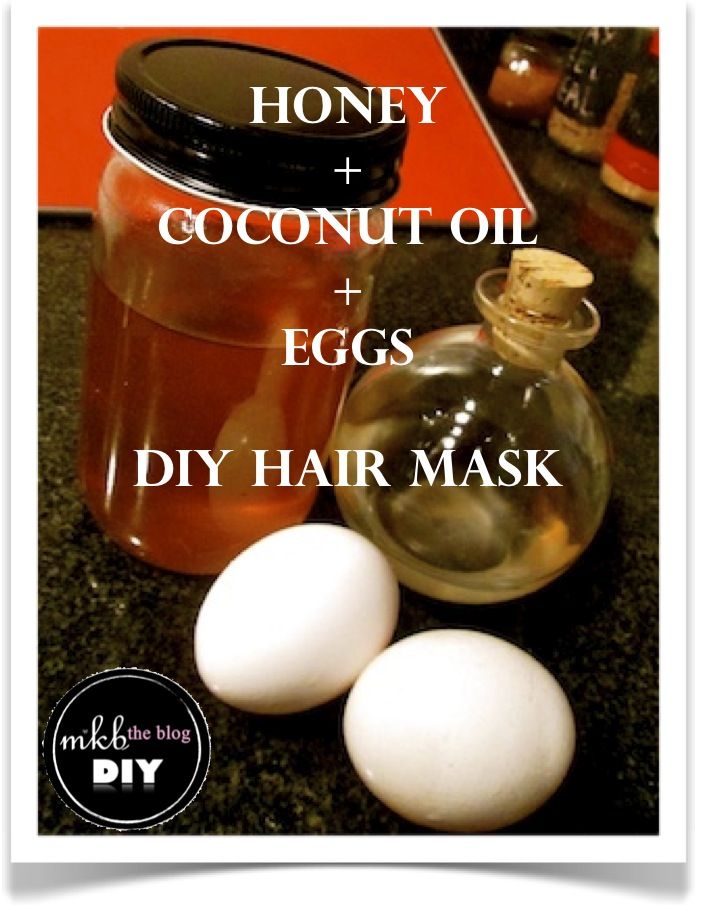 HONEY
+
COCONUT OIL
+
EGGS
DIY HAIR MASK
mkb the blog
DIY